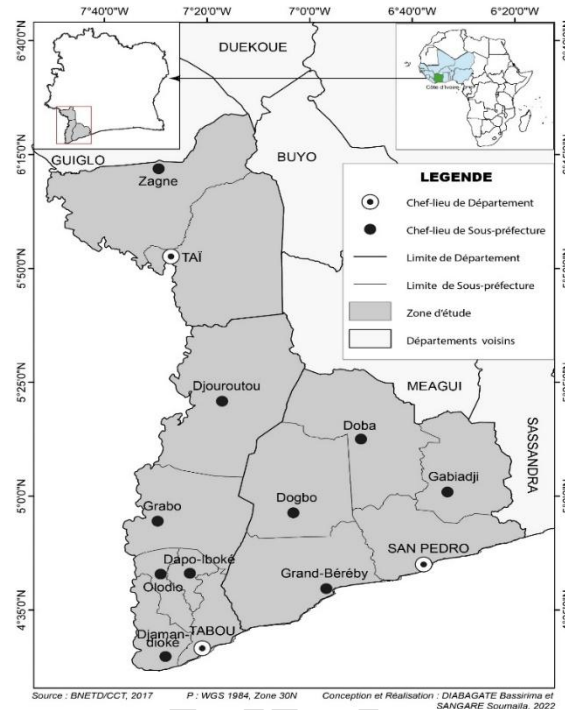 7°40'0"N
7°20'0"N
7°0'0"N
6°20'0"N
6°40'0"N
DUEKOUE
Côte d'Ivoire
GUIGLO
BUYO
6°15'0"N
Zagne
LEGENDE
Chef-lieu de Département
Chef-lieu de Sous-préfecture
Limite de Département
Limite de Sous-préfecture
Zone d'étude
Départements voisins
TAÏ
5°50'0"N
5°25'0"N
MEAGUI
Djouroutou
Doba
SASSANDRA
Gabiadji
5°0'0"N
Grabo
Dogbo
SAN PEDRO
Dapo-Iboké
Olodio
Grand-Béréby
4°35'0"N
Djaman-
dioké
TABOU
Source : BNETD/CCT, 2017
P : WGS 1984, Zone 30N
Conception et Réalisation : DIABAGATE Bassirima et
SANGARE Soumaila, 2022